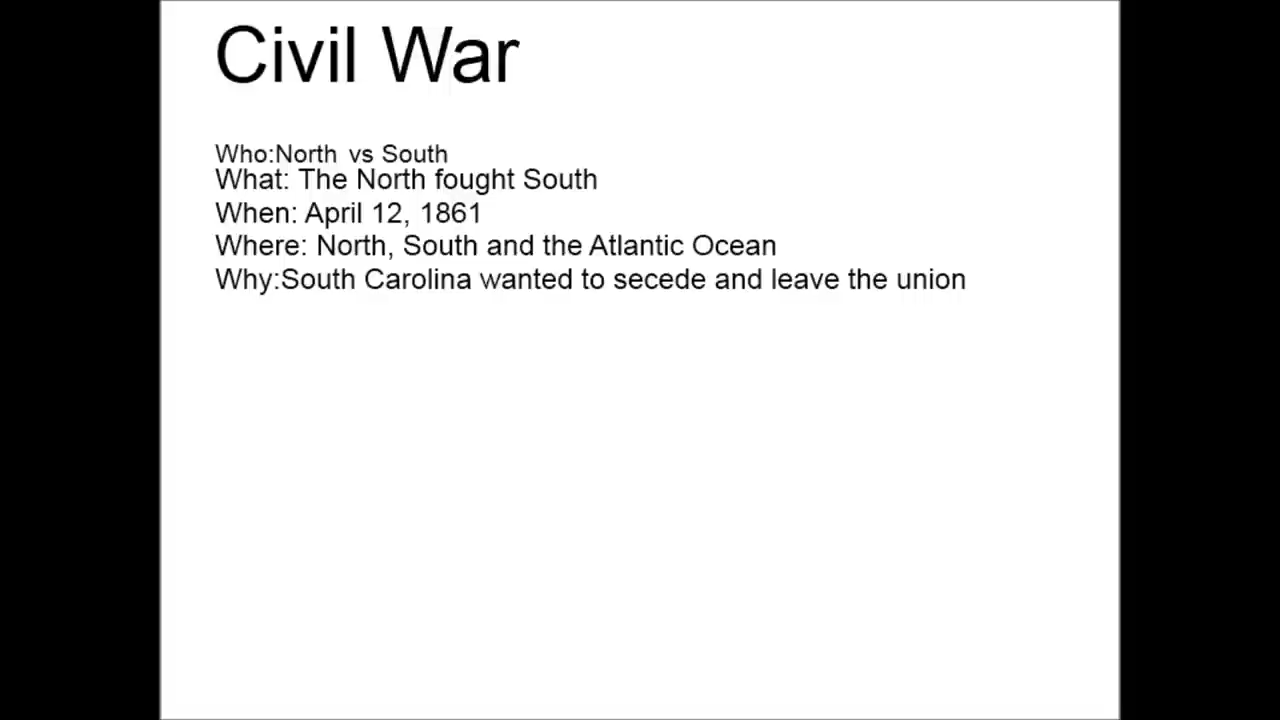 Civil War
Who:North vs South
What: The North fought South
When: April 12, 1861
Where: North, South and the Atlantic Ocean
Why:South Carolina wanted to secede and leave the union